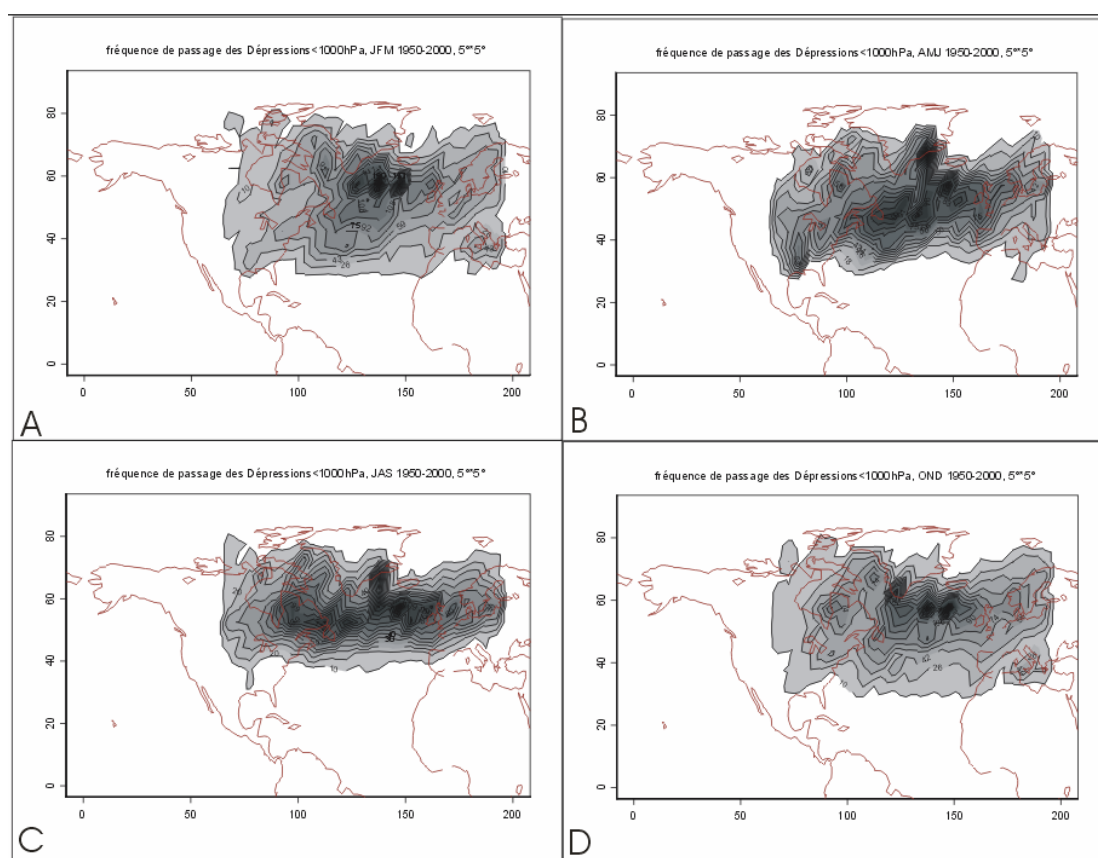 fréquence de passage des Dépressions<1000hPa, JFM 1950-2000, 5°*5°
80
60
40
20
0
0 50 100 150 200
A
fréquence de passage des Dépressions<1000hPa, AMJ 1950-2000, 5°*5°
80
60
40
20
0
0 50 100 150 200
B
fréquence de passage des Dépressions<1000hPa, JAS 1950-2000, 5°*5°
80
60
40
20
0
0 50 100 150 200
C
fréquence de passage des Dépressions<1000hPa, OND 1950-2000, 5°*5°
80
60
40
20
0
0 50 100 150 200
D